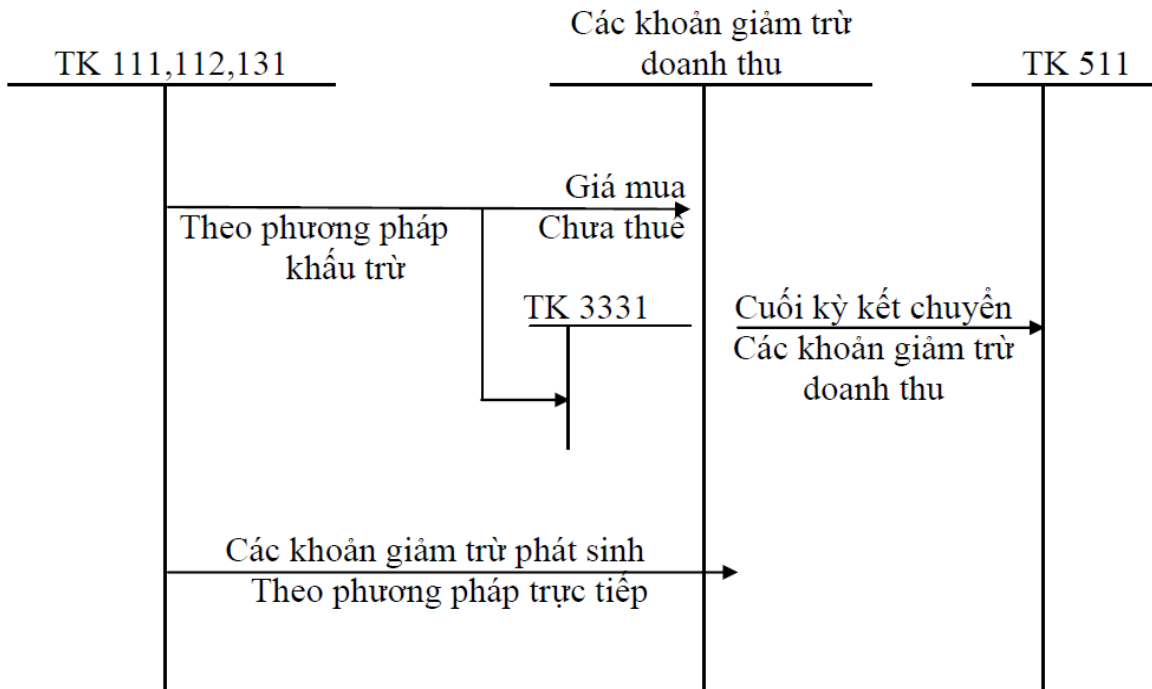 Các khoản giảm trừ
doanh thu
TK 111,112,131
TK 511
Giá mua
Theo phương pháp
khấu trừ
Chưa thuế
TK 3331
Cuối kỳ kết chuyển
Các khoản giảm trừ
doanh thu
Các khoản giảm trừ phát sinh
Theo phương pháp trực tiếp